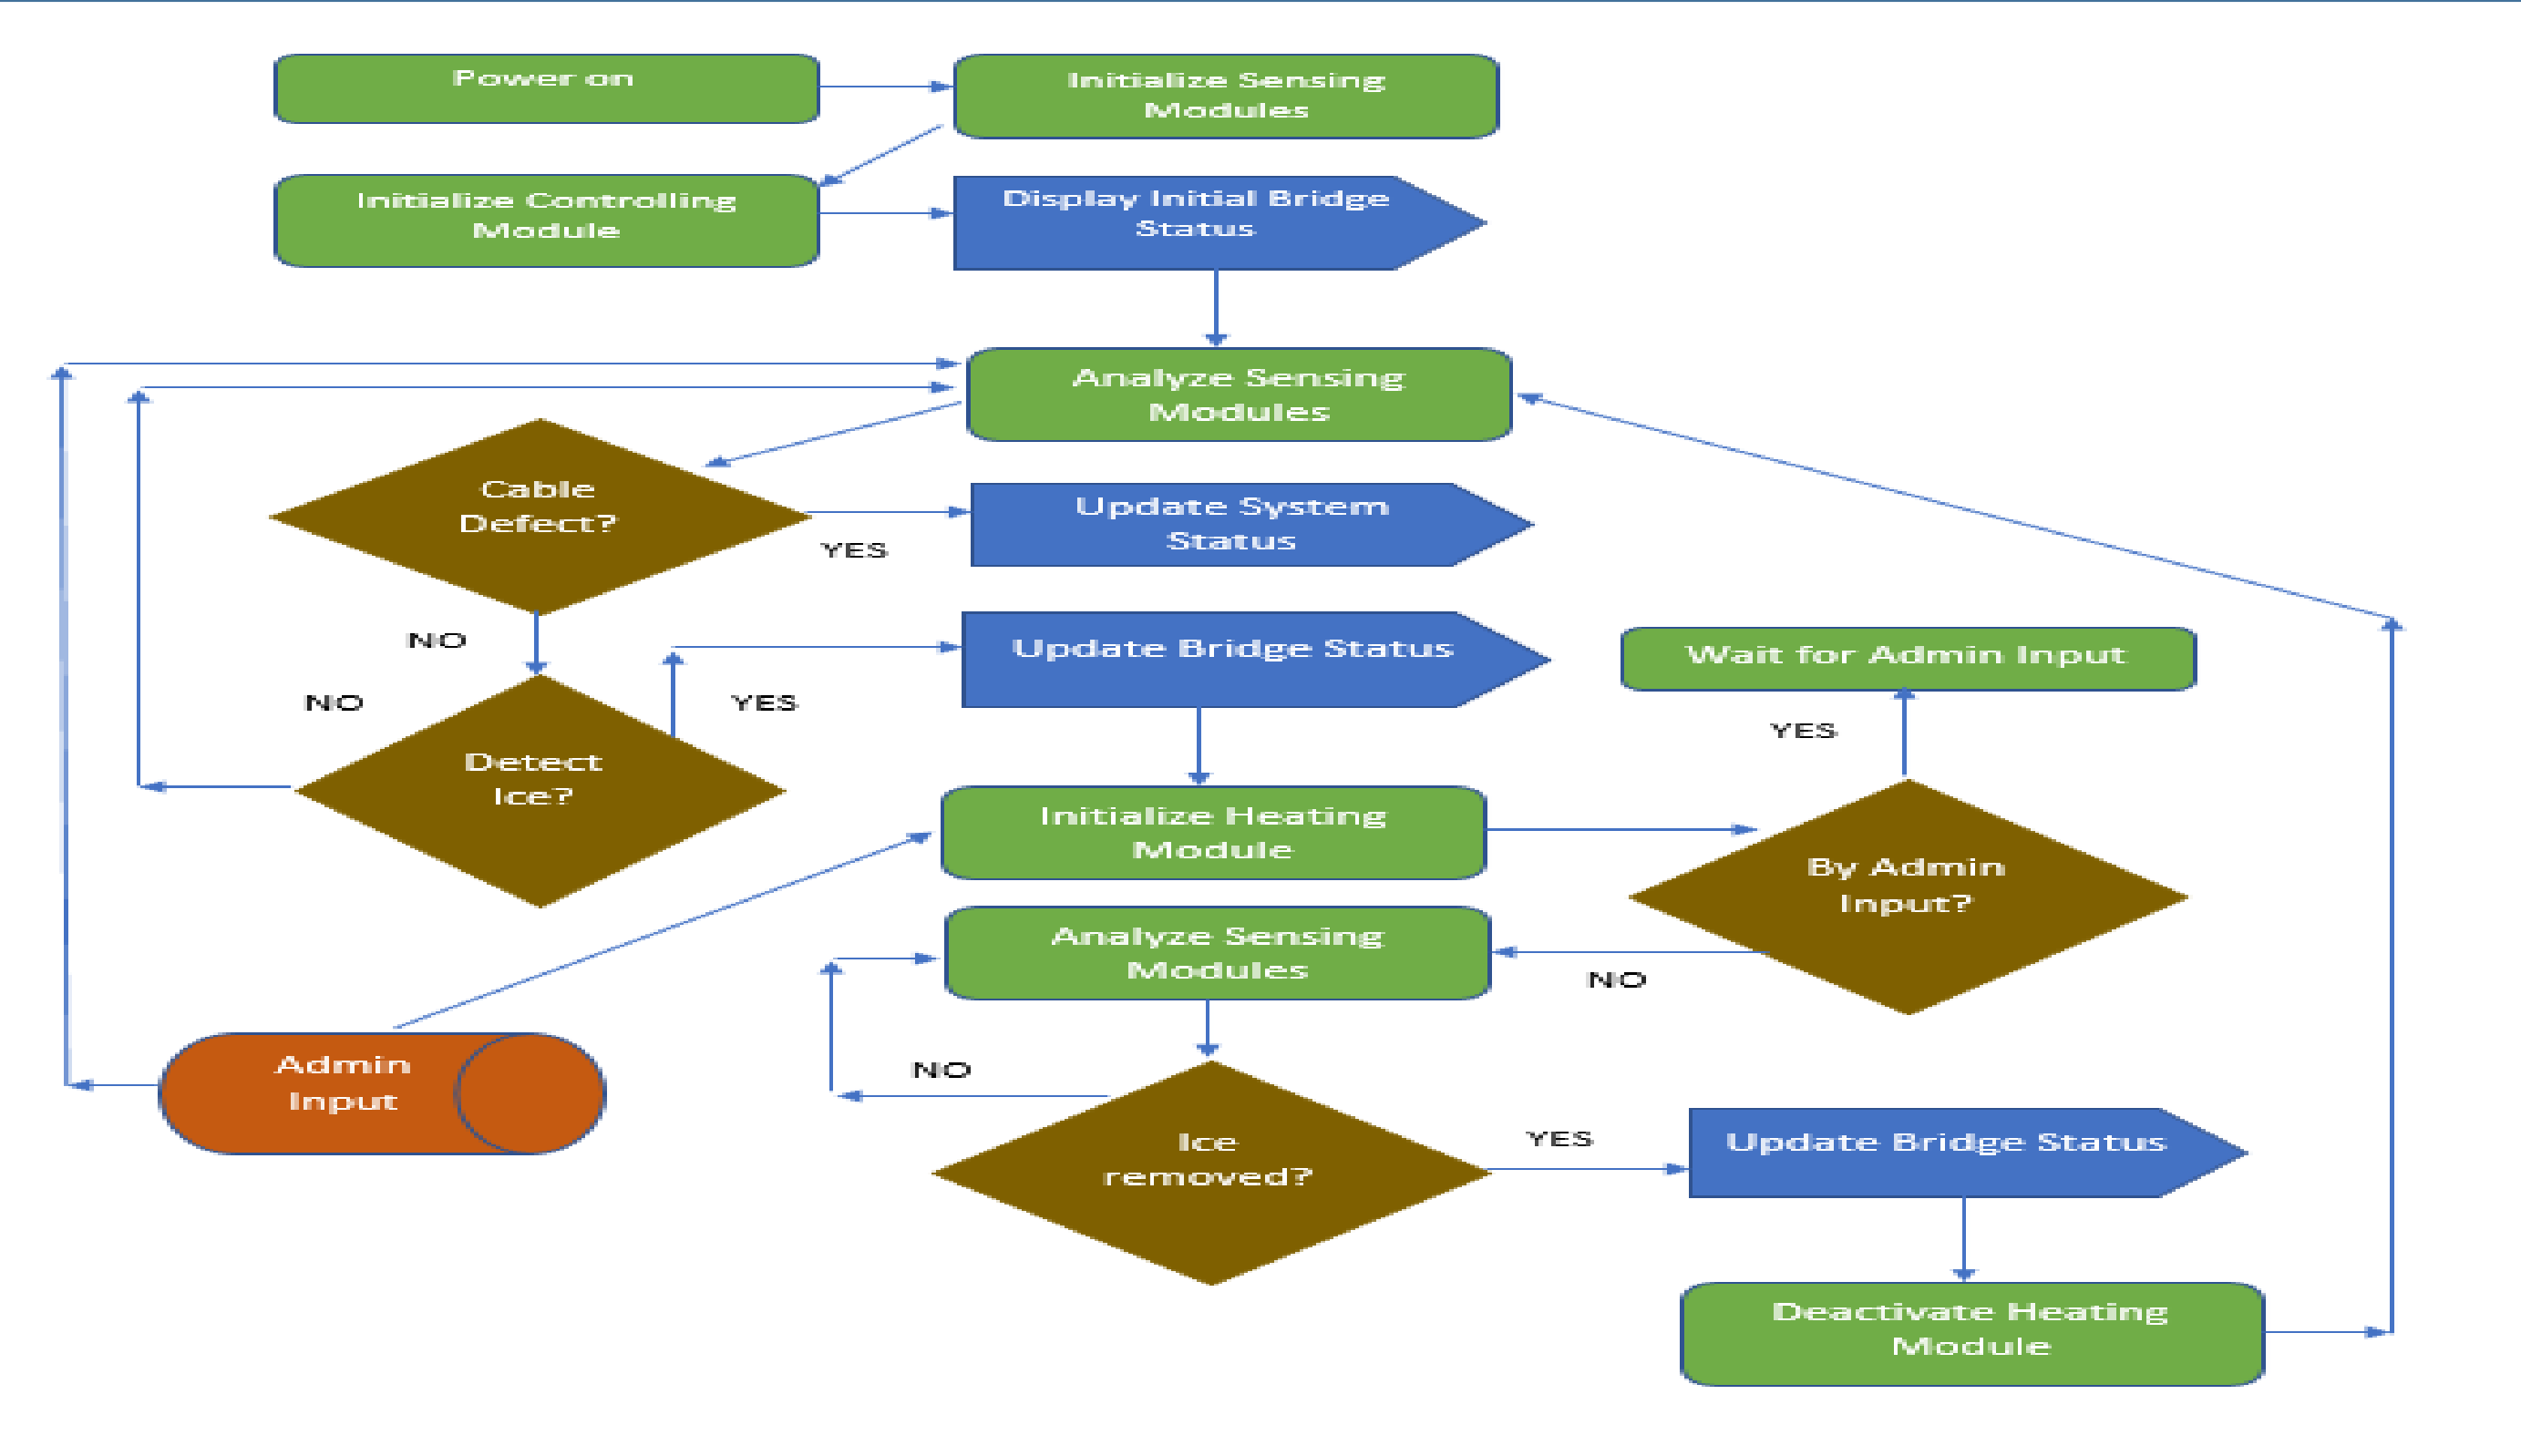 Power on
Initialize Sensing
Modules
Initialize Controlling
Module
Display Initial Bridge
Status
Analyze Sensing
Modules
Cable
Defect?
YES
Update System
Status
NO
NO
YES
Update Bridge Status
Wait for Admin Input
YES
Detect
Ice?
Initialize Heating
Module
By Admin
Input?
Analyze Sensing
Modules
NO
Admin
Input
NO
Ice
removed?
YES
Update Bridge Status
Deactivate Heating
Module